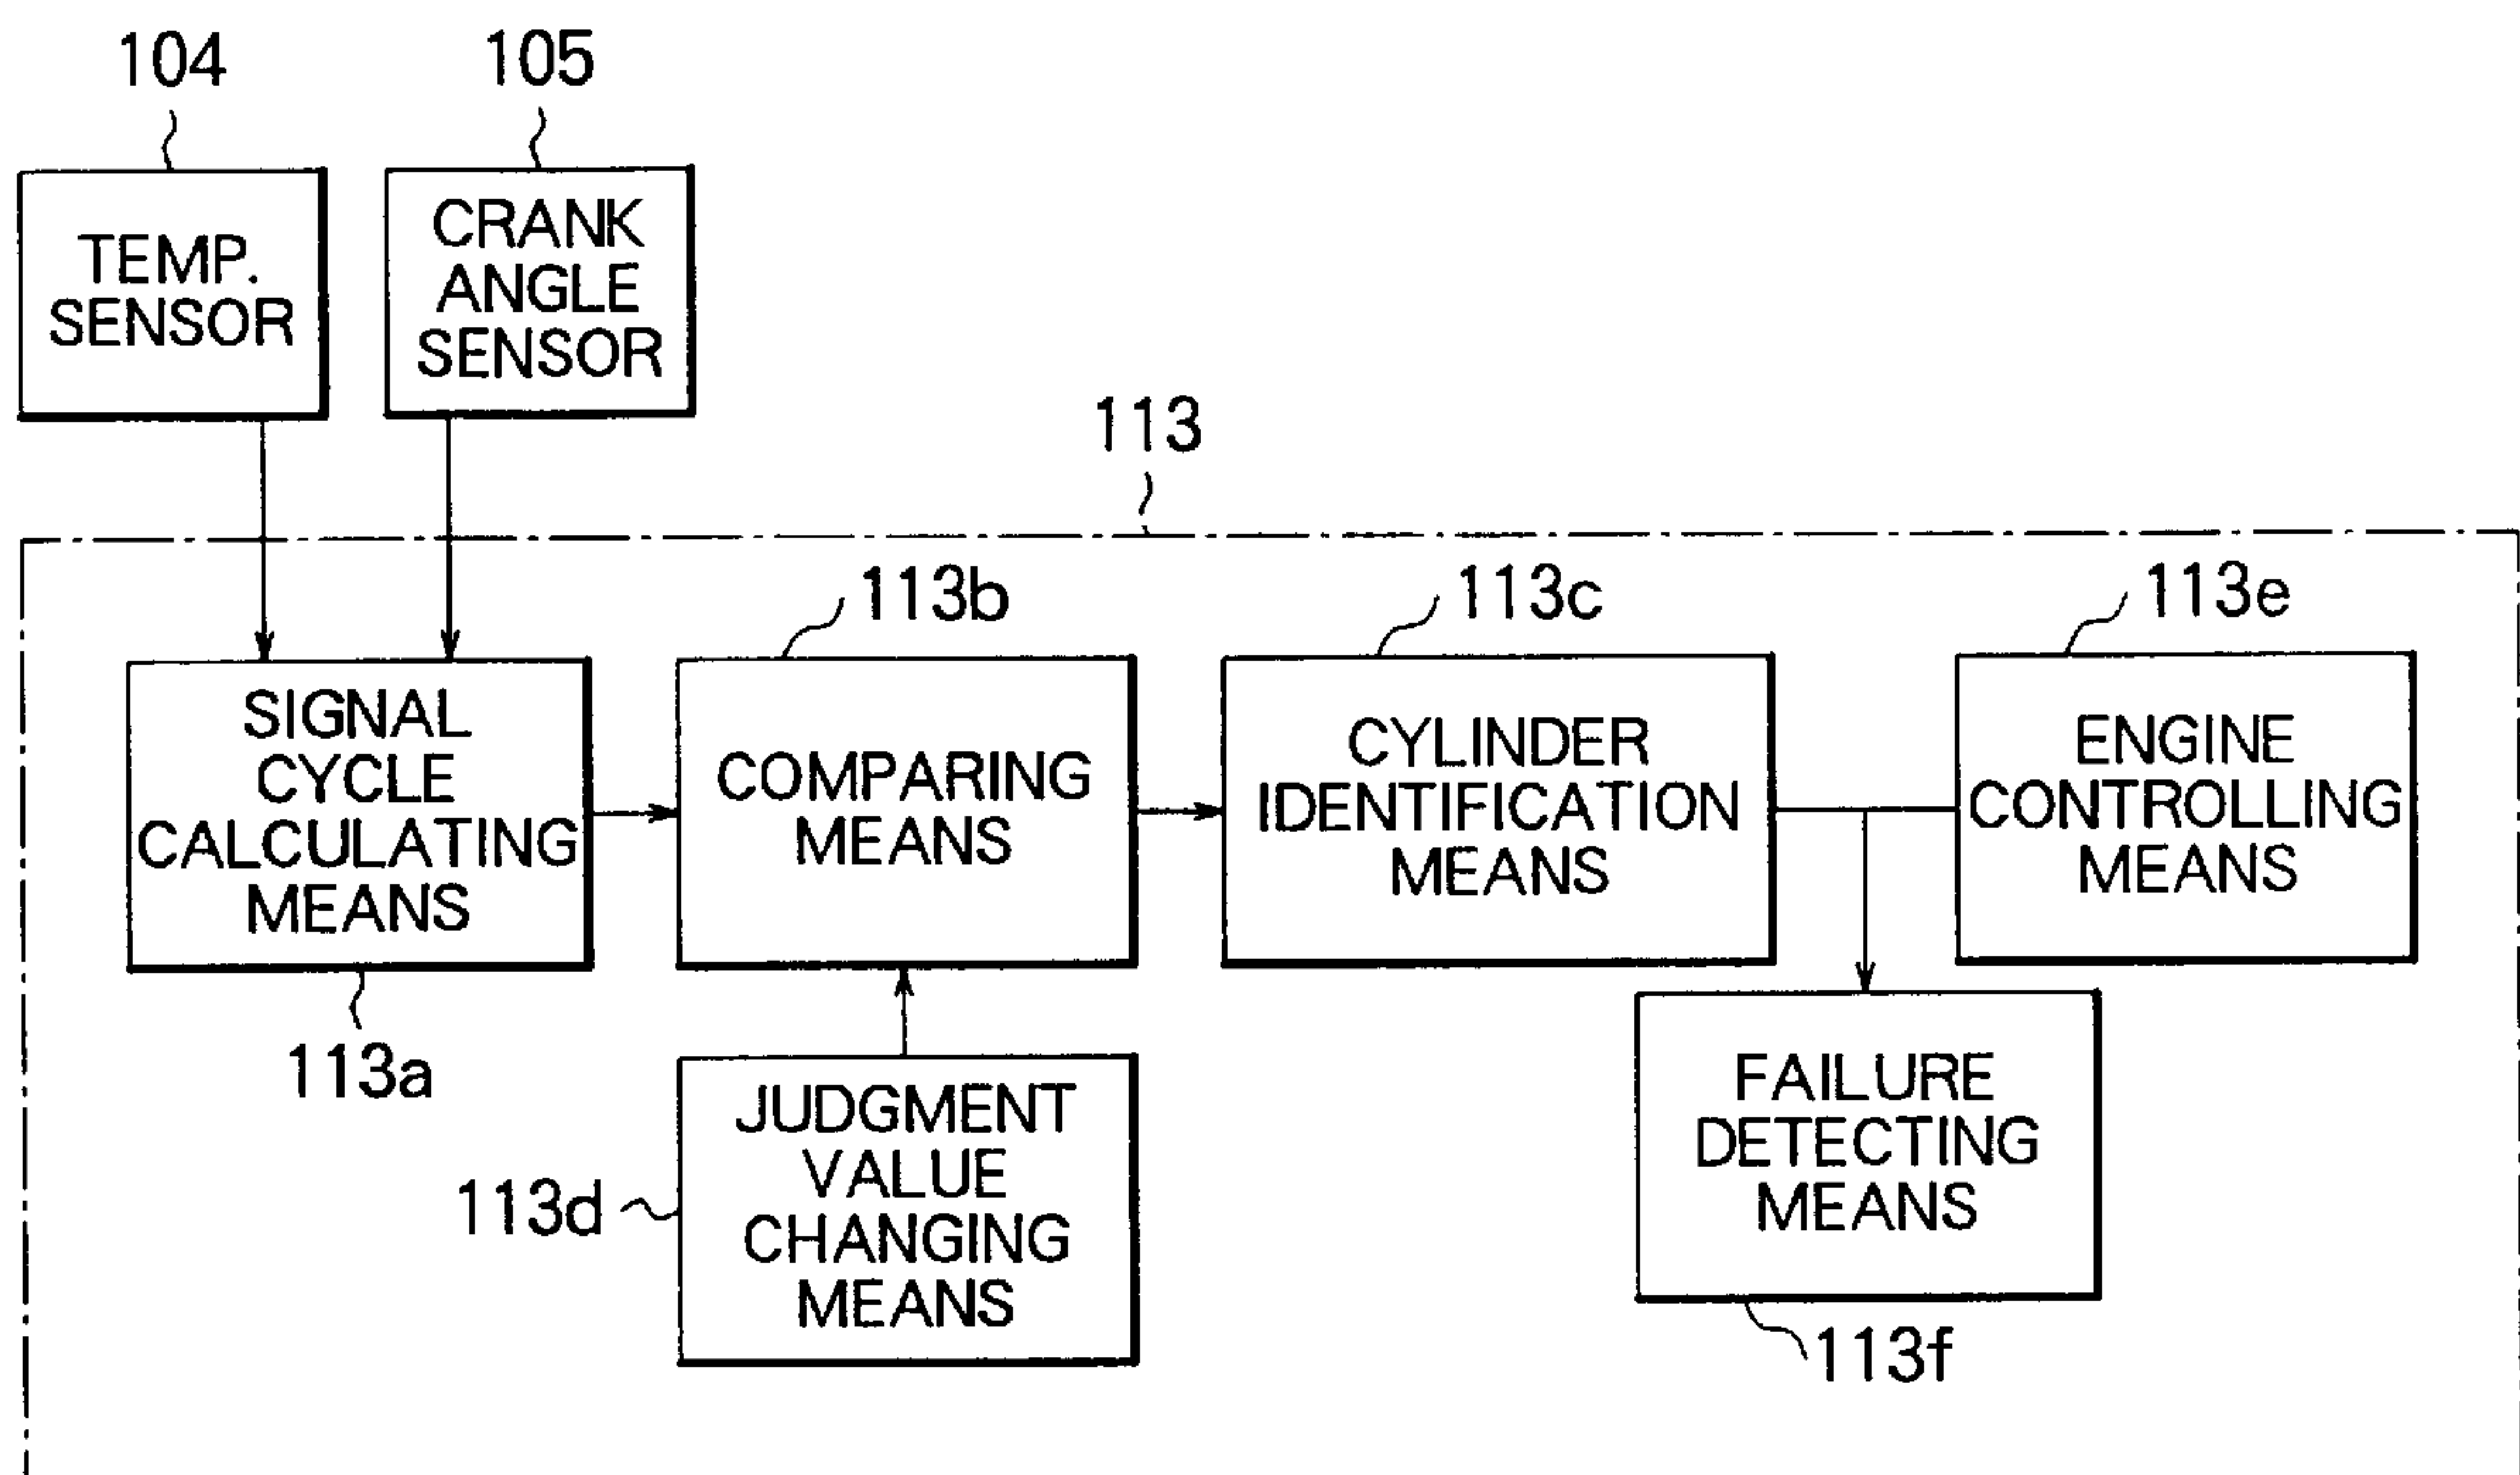 104
105
TEMP.
SENSOR
CRANK
ANGLE
SENSOR
113
113b
113c
113e
SIGNAL
CYCLE
CALCULATING
MEANS
COMPARING
MEANS
CYLINDER
IDENTIFICATION
MEANS
ENGINE
CONTROLLING
MEANS
113a
113d
JUDGMENT
VALUE
CHANGING
MEANS
FAILURE
DETECTING
MEANS
113f